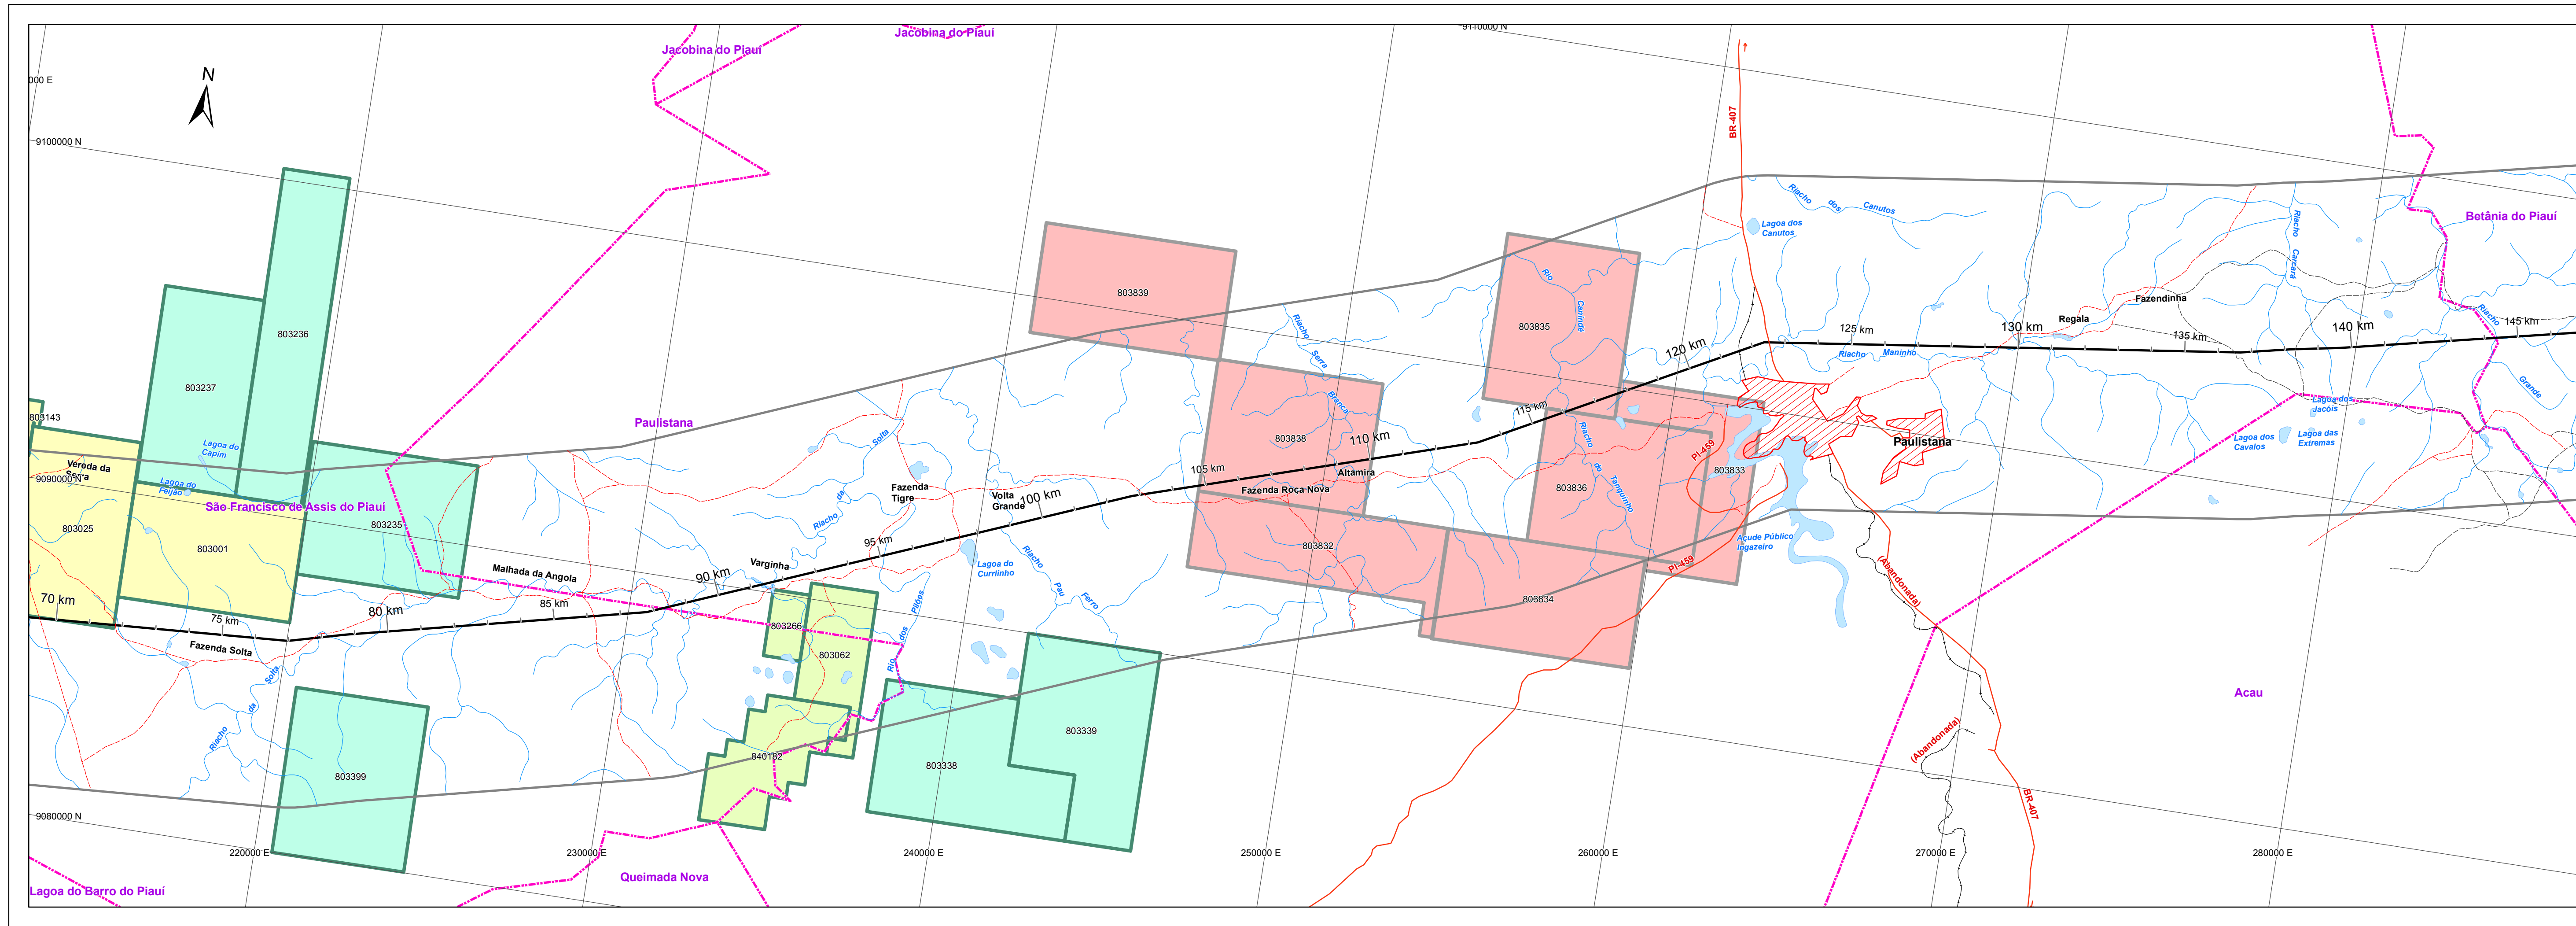 9110000 N
Jacobina do Piauí
Jacobina do Piauí
N
000 E
9100000 N
BR-407
Riacho
dos
Canutos
Lagoa dos
Canutos
Riacho
Carcará
Betânia do Piauí
803839
Rio
Canindé
803835
803236
803237
Riacho
Serra
Branca
Fazendinha
Regala
125 km
130 km
135 km
140 km
145 km
Riacho
Grande
120 km
Riacho
Maninho
803143
Paulistana
115 km
Lagoa dos
Jacóis
Lagoa dos
Cavalos
Lagoa das
Extremas
Lagoa do
Capim
Solta
da
Riacho
803838
110 km
Riacho
do
Tanquinho
PI-459
Paulistana
Vereda da
Serra
9090000 N
Lagoa do
Feijão
105 km
Altamira
803833
São Francisco de Assis do Piauí
Fazenda
Tigre
Volta
Grande
100 km
Fazenda Roça Nova
803836
803025
803235
803001
95 km
803832
Açude Público
Ingazeiro
Riacho
Pau
Ferro
Lagoa do
Currlinho
Varginha
Malhada da Angola
90 km
PI-459
(Abandonada)
70 km
75 km
80 km
85 km
803834
Fazenda Solta
803266
803062
Rio
dos
Pilões
Solta
da
Riacho
Acau
(Abandonada)
803339
803338
840182
803399
BR-407
9080000 N
220000 E
230000 E
240000 E
250000 E
260000 E
270000 E
280000 E
Queimada Nova
Lagoa do Barro do Piauí